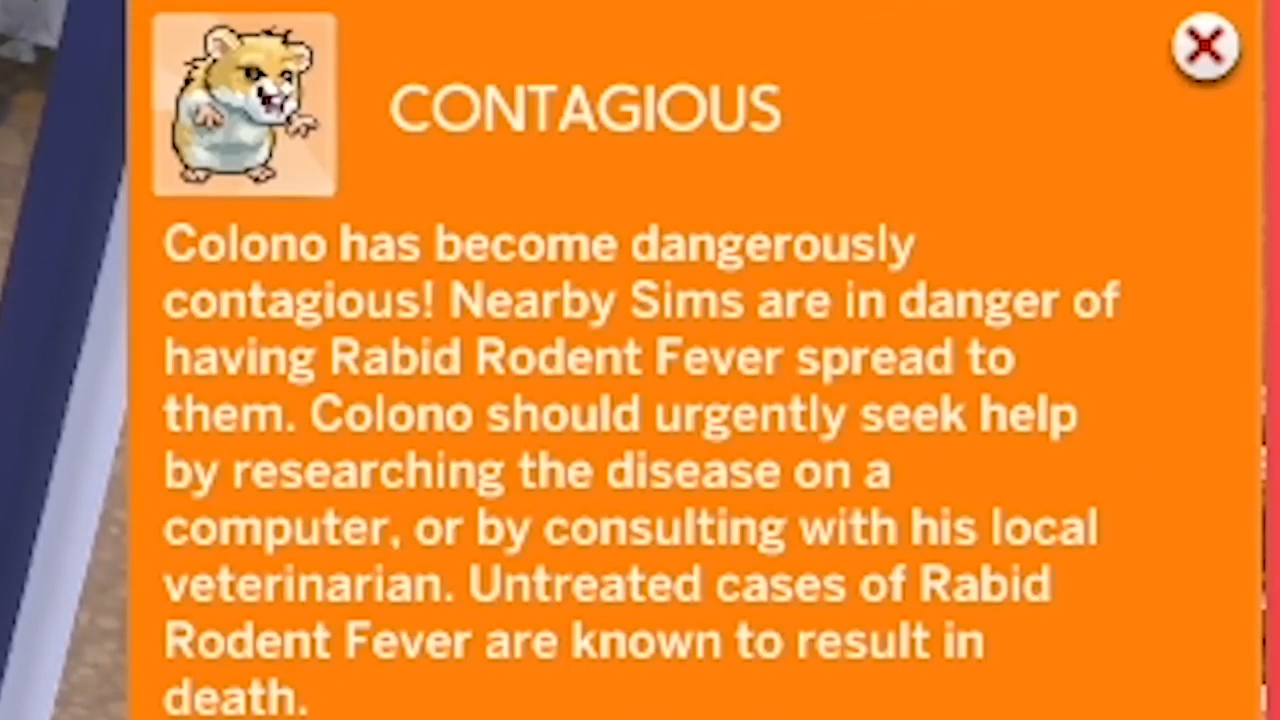 CONTAGIOUS
Colono has become dangerously
contagious! Nearby Sims are in danger of
having Rabid Rodent Fever spread to
them. Colono should urgently seek help
by researching the disease on a
computer, or by consulting with his local
veterinarian. Untreated cases of Rabid
Rodent Fever are known to result in
death.